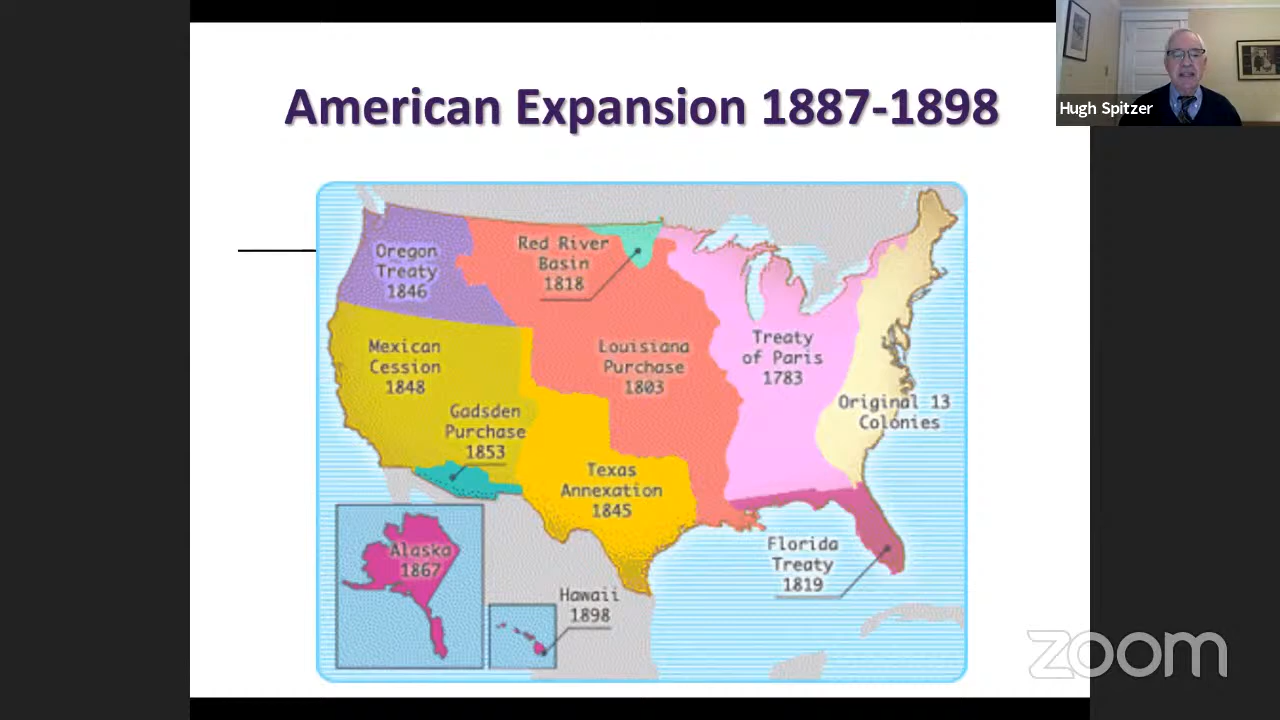 American Expansion 1887-1898
Hugh Spitzer
Oregon
Treaty
1846
Red River
Basin
1818
Mexican
Cession
1848
Louisiana
Purchase
1803
Treaty
of Paris
1783
Original 13
Colonies
Gadsden
Purchase
1853
Texas
Annexation
1845
Florida
Treaty
1819
Alaska
1867
Hawaii
1898
zoom